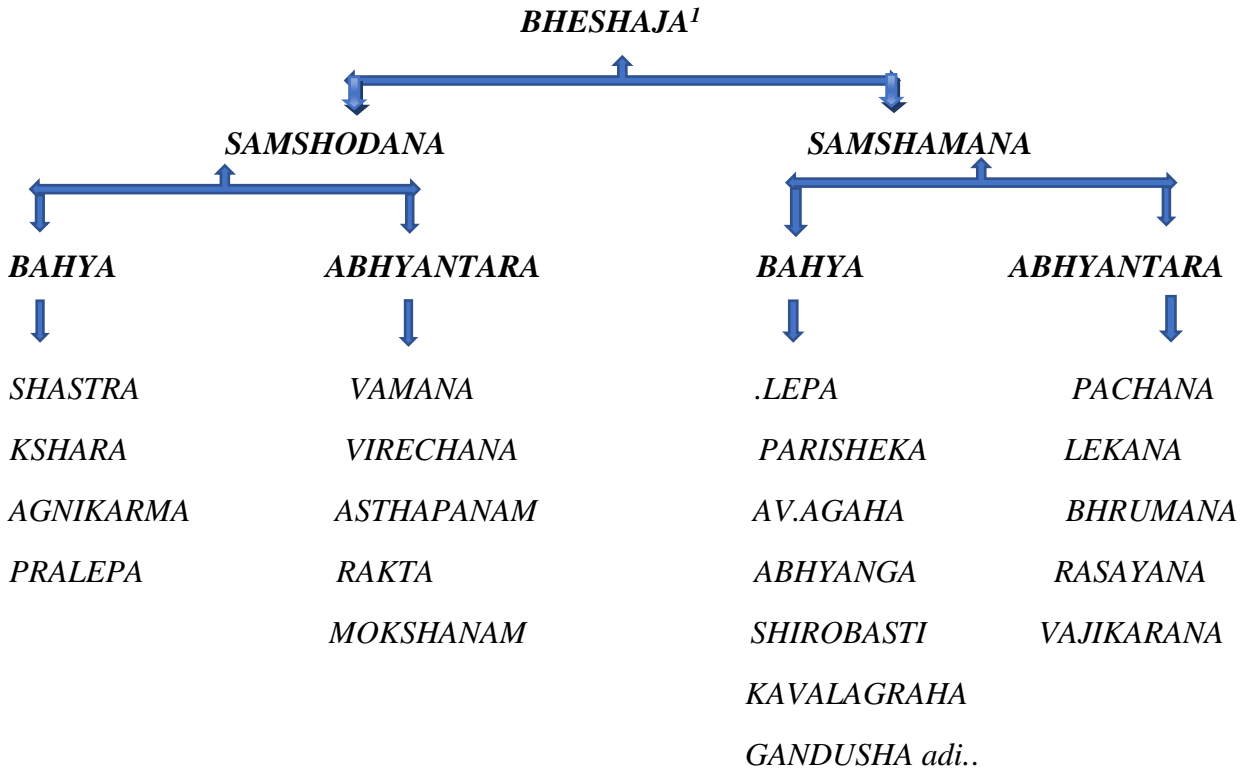 BHESHAJA¹
SAMSHODANA SAMSHAMANA
BAHYA ABHYANTARA BAHYA ABHYANTARA
SHASTRA VAMANA .LEPA PACHANA
KSHARA VIRECHANA PARISHEKA LEKANA
AGNIKARMA ASTHAPANAM AV.AGAHA BHRUMANA
PRALEPA RAKTA ABHYANGA RASAYANA
MOKSHANAM SHIROBASTI VAJIKARANA
KAVALAGRAHA
GANDUSHA adi..